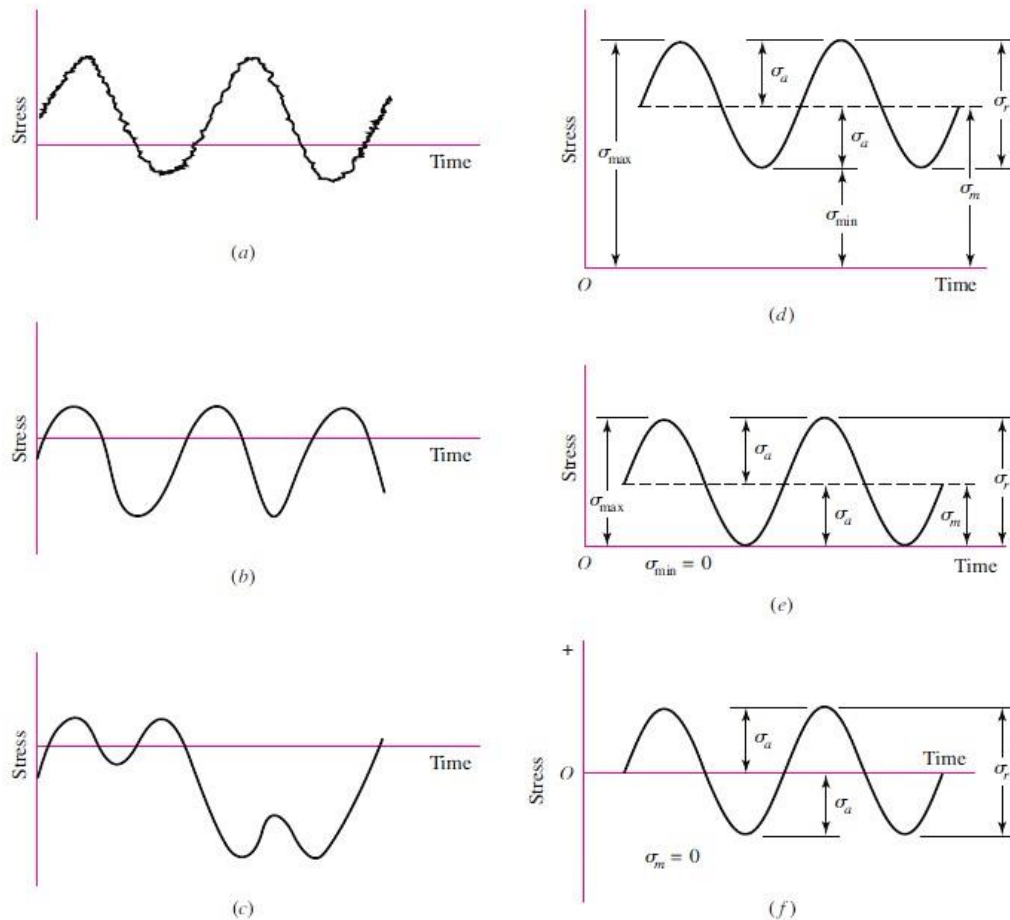 Stress
Time
(a)
Stress
Time
(b)
Stress
Time
(c)
Stress
σmax
σa
σa
σmin
σr
σm
O
Time
(d)
Stress
σmax
σa
σa
σm
σr
O
σmin = 0
Time
(e)
+
Stress
O
σa
σa
Time
σr
σm = 0
(f)